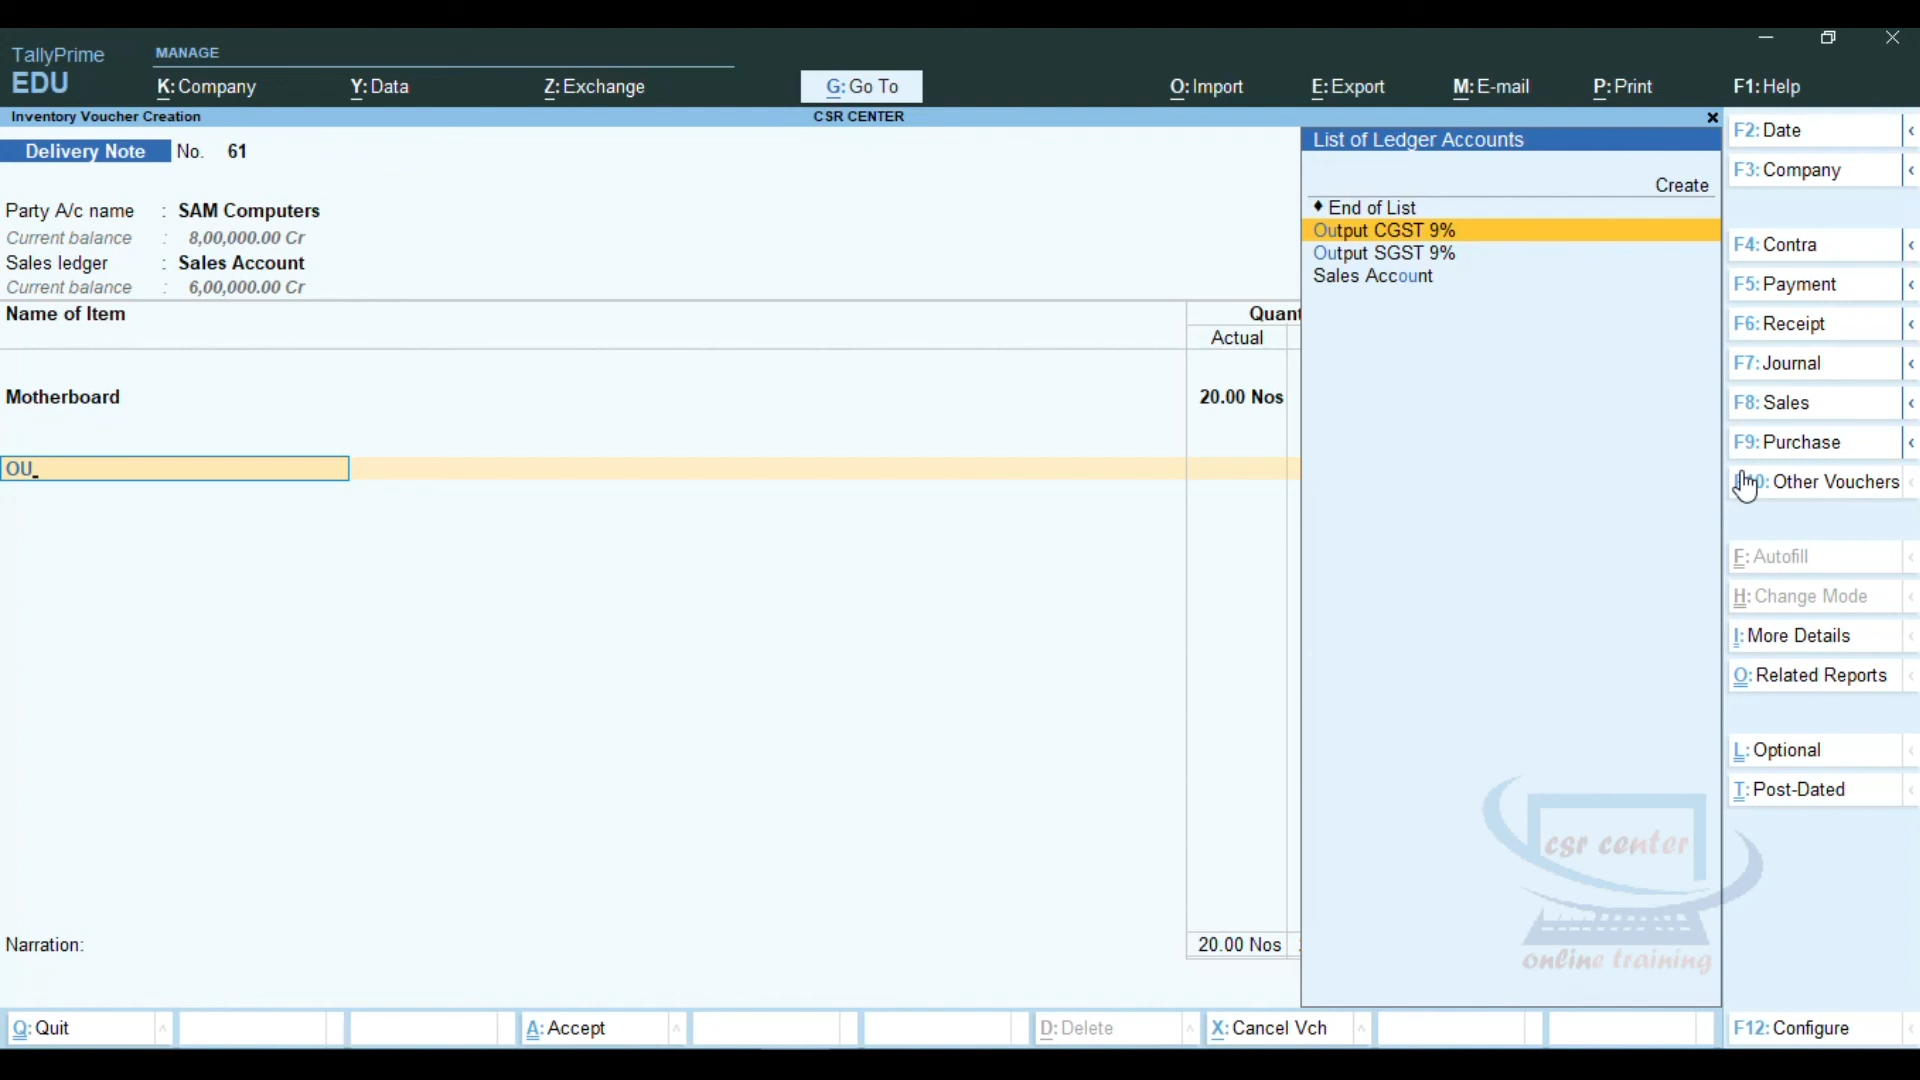 TallyPrime
EDU
MANAGE
K: Company
Y: Data
Z: Exchange
G: Go To
O: Import
E: Export
M: E-mail
P: Print
F1: Help
Inventory Voucher Creation
CSR CENTER
Delivery Note No. 61
Party A/c name : SAM Computers
Current balance : 8,00,000.00 Cr
Sales ledger : Sales Account
Current balance : 6,00,000.00 Cr
Name of Item
Quant
Actual
Motherboard
20.00 Nos
OU
Narration:
20.00 Nos
List of Ledger Accounts
Create
♦ End of List
Output CGST 9%
Output SGST 9%
Sales Account
F2: Date
F3: Company
F4: Contra
F5: Payment
F6: Receipt
F7: Journal
F8: Sales
F9: Purchase
F10: Other Vouchers
F: Autofill
H: Change Mode
I: More Details
O: Related Reports
L: Optional
T: Post-Dated
csr center
online training
Q: Quit
A: Accept
D: Delete
X: Cancel Vch
F12: Configure